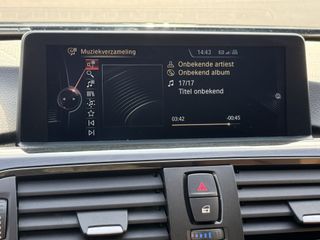 Muziekverzameling
14:43
Onbekende artiest
Onbekend album
17/17
Titel onbekend
03:42 -00:45